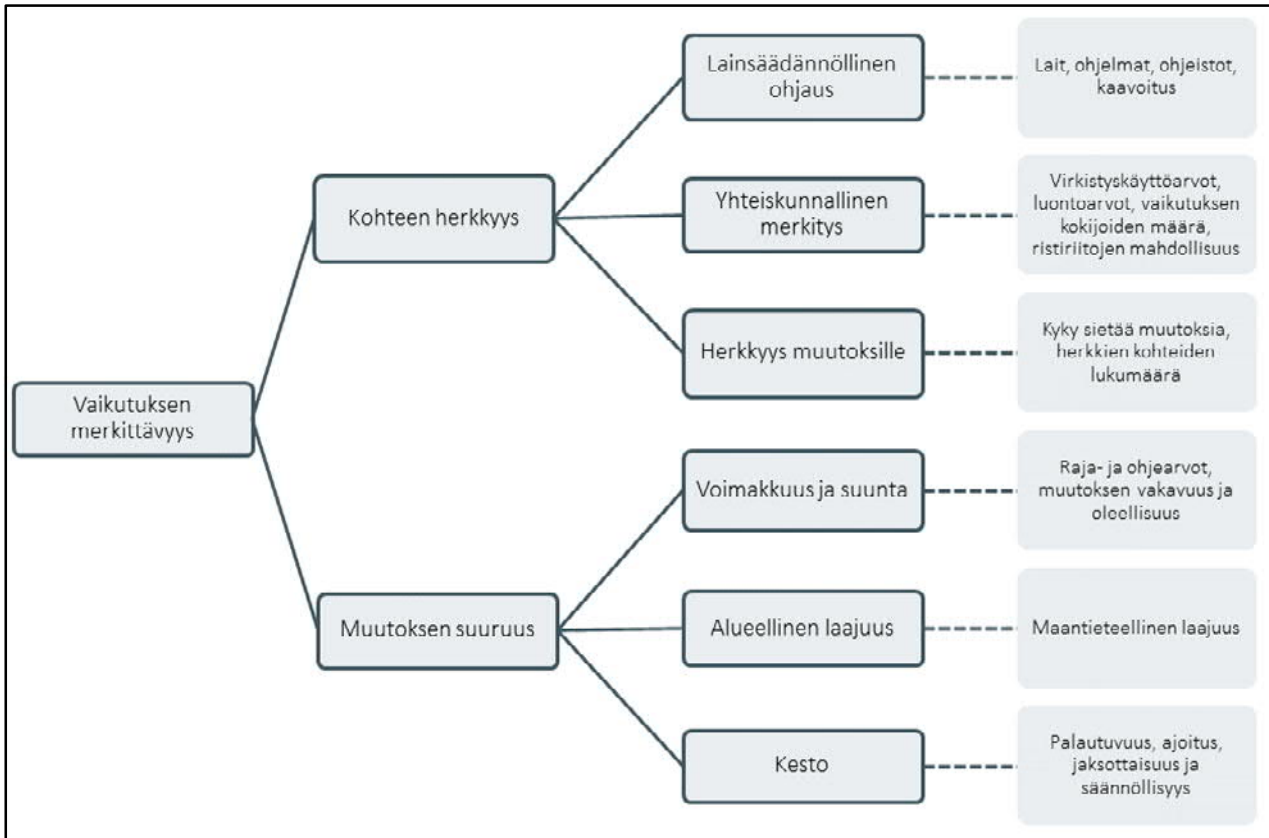 Vaikutuksen
merkittävyys
Kohteen herkkyys
Lainsäädännöllinen
ohjaus
Lait, ohjelmat, ohjeistot,
kaavoitus
Yhteiskunnallinen
merkitys
Virkistyskäyttöarvot,
luontoarvot, vaikutuksen
kokijoiden määrä,
ristiriitojen mahdollisuus
Herkkyys muutoksille
Kyky sietää muutoksia,
herkkien kohteiden
lukumäärä
Muutoksen suuruus
Voimakkuus ja suunta
Raja- ja ohjearvot,
muutoksen vakavuus ja
oleellisuus
Alueellinen laajuus
Maantieteellinen laajuus
Kesto
Palautuvuus, ajoitus,
jaksottaisuus ja
säännöllisyys